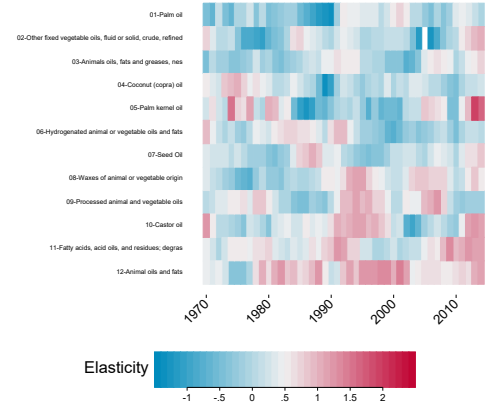 01-Palm oil
02-Other fixed vegetable oils, fluid or solid, crude, refined
03-Animals oils, fats and greases, nes
04-Coconut (copra) oil
05-Palm kernel oil
06-Hydrogenated animal or vegetable oils and fats
07-Seed Oil
08-Waxes of animal or vegetable origin
09-Processed animal and vegetable oils
10-Castor oil
11-Fatty acids, acid oils, and residues; degras
12-Animal oils and fats
1970 1980 1990 2000 2010
Elasticity
-1 -.5 0 .5 1 1.5 2